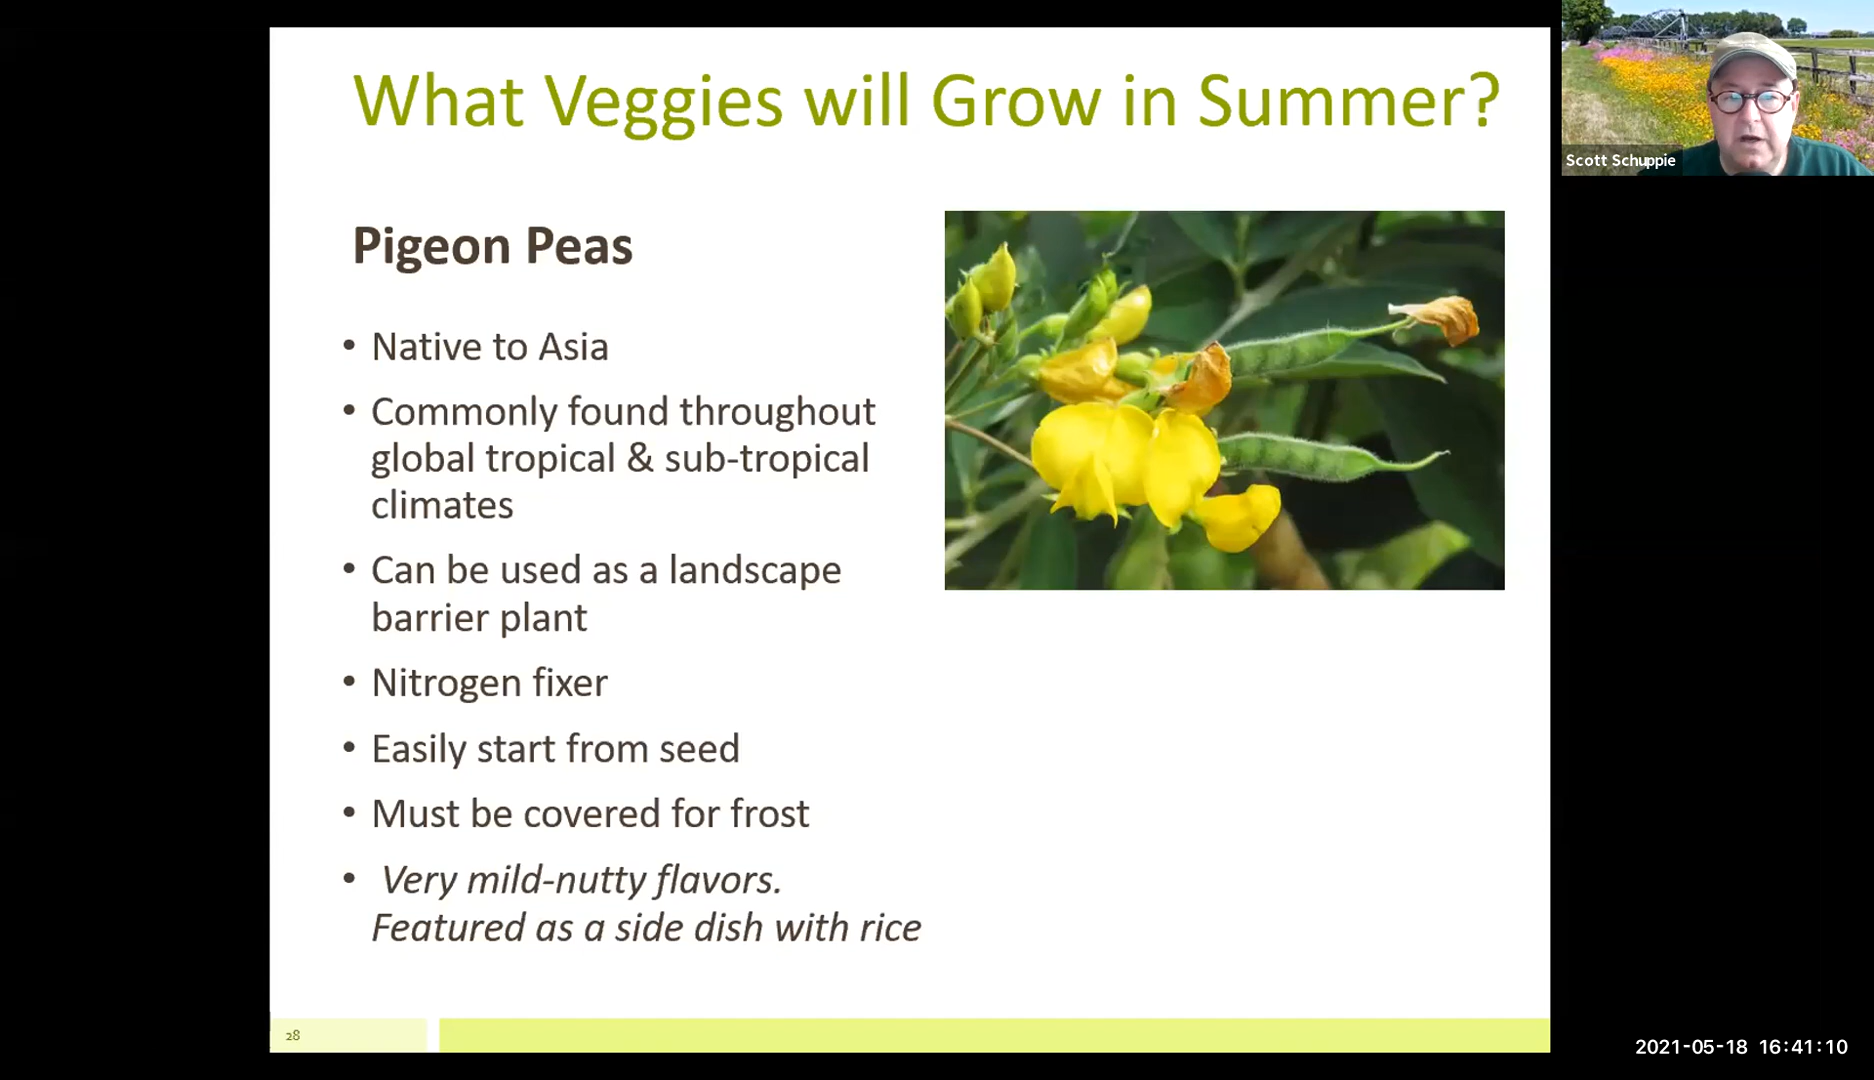 What Veggies will Grow in Summer?
Scott Schuppie
Pigeon Peas
• Native to Asia
• Commonly found throughout
global tropical & sub-tropical
climates
• Can be used as a landscape
barrier plant
• Nitrogen fixer
• Easily start from seed
• Must be covered for frost
• Very mild-nutty flavors.
Featured as a side dish with rice
28
2021-05-18 16:41:10